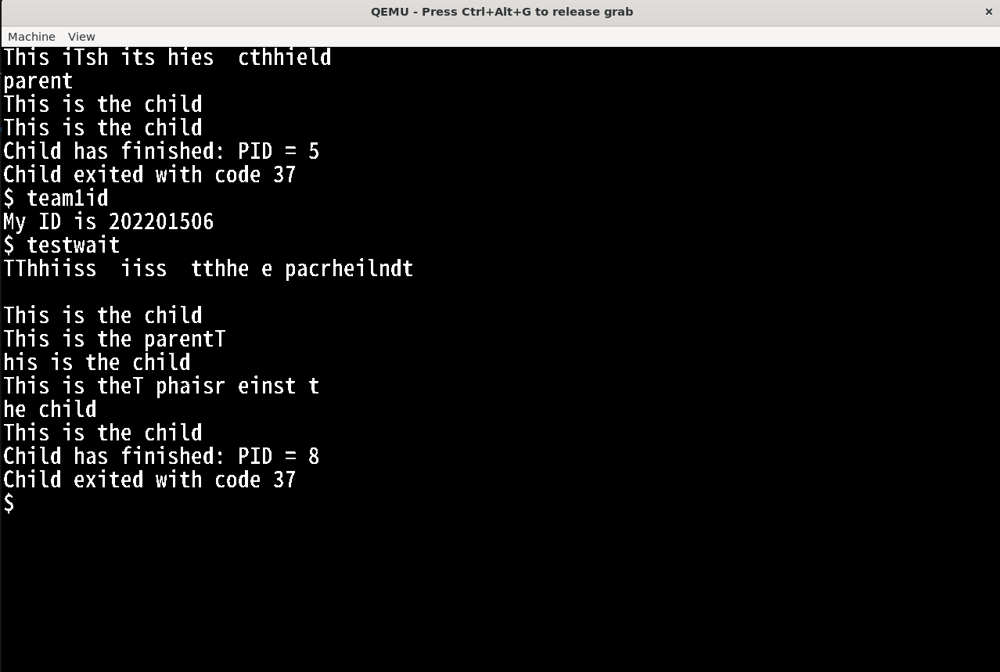 QEMU - Press Ctrl+Alt+G to release grab
Machine View
This iTsh its hies  cthhield
parent
This is the child
This is the child
Child has finished: PID = 5
Child exited with code 37
$ team1id
My ID is 202201506
$ testwait
TThhiiss  iiss  tthhe e pacrheilndt
This is the child
This is the parentT
his is the child
This is theT phaisr einst t
he child
This is the child
Child has finished: PID = 8
Child exited with code 37
$